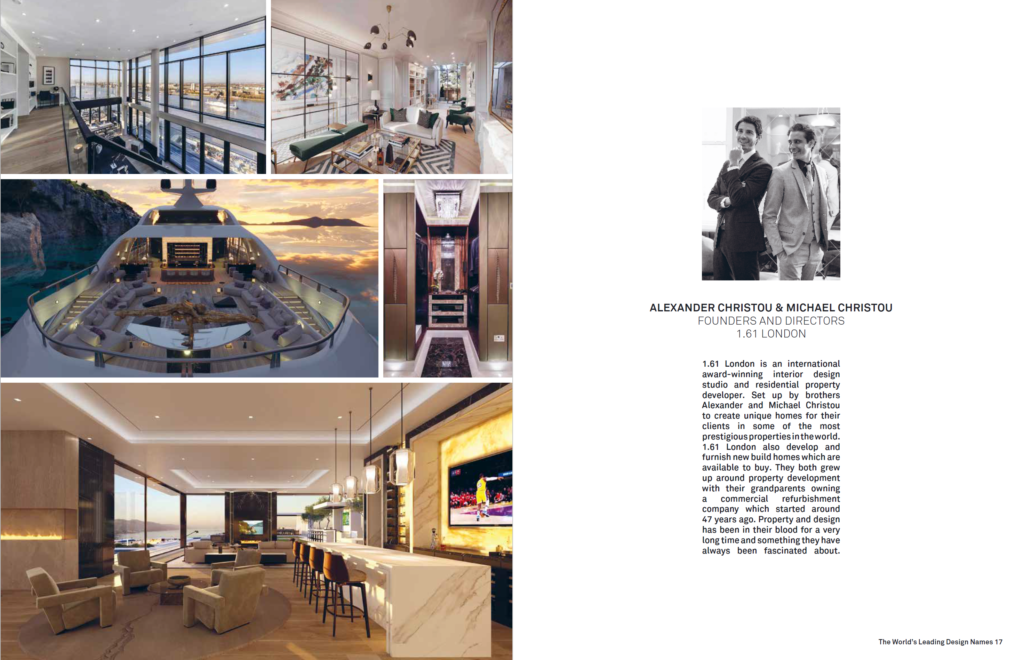 ALEXANDER CHRISTOU & MICHAEL CHRISTOU
FOUNDERS AND DIRECTORS
1.61 LONDON
1.61 London is an international
award-winning interior design
studio and residential property
developer. Set up by brothers
Alexander and Michael Christou
to create unique homes for their
clients in some of the most
prestigious properties in the world.
1.61 London also develop and
furnish new build homes which are
available to buy. They both grew
up around property development
with their grandparents owning
a commercial refurbishment
company which started around
47 years ago. Property and design
has been in their blood for a very
long time and something they have
always been fascinated about.
The World's Leading Design Names 17